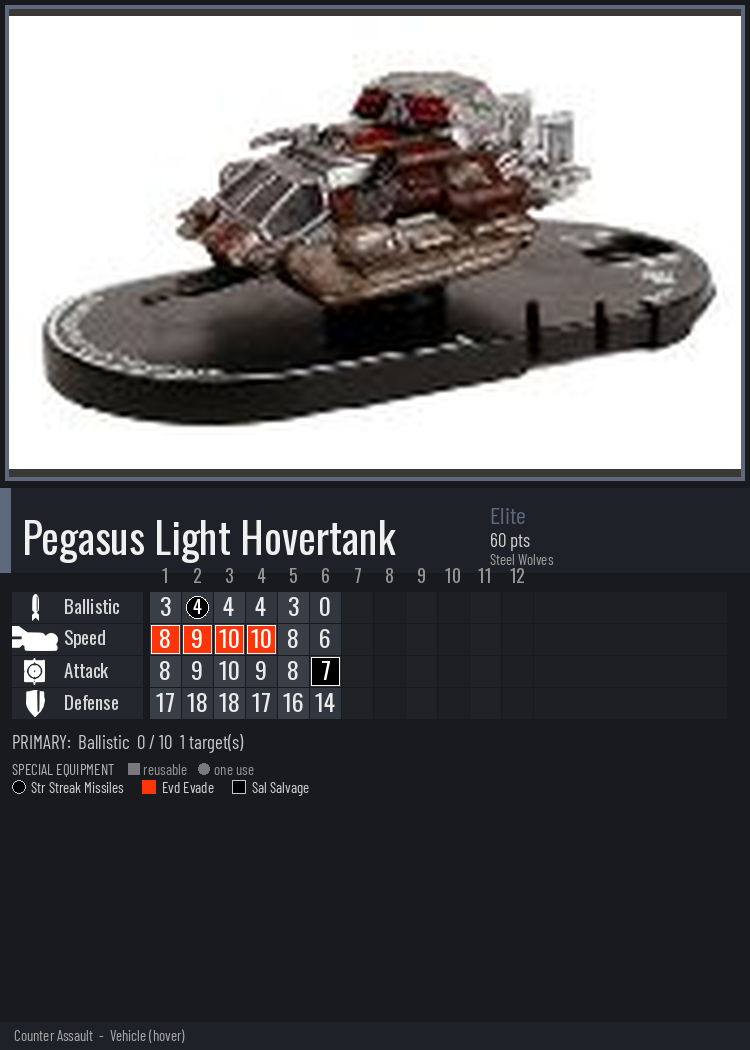 Pegasus Light Hovertank
Elite
60 pts
Steel Wolves
1 2 3 4 5 6 7 8 9 10 11 12
Ballistic 3 4 4 4 3 0
Speed 8 9 10 10 8 6
Attack 8 9 10 9 8 7
Defense 17 18 18 17 16 14
PRIMARY: Ballistic 0 / 10 1 target(s)
SPECIAL EQUIPMENT reusable one use
Str Streak Missiles Evd Evade Sal Salvage
Counter Assault - Vehicle (hover)